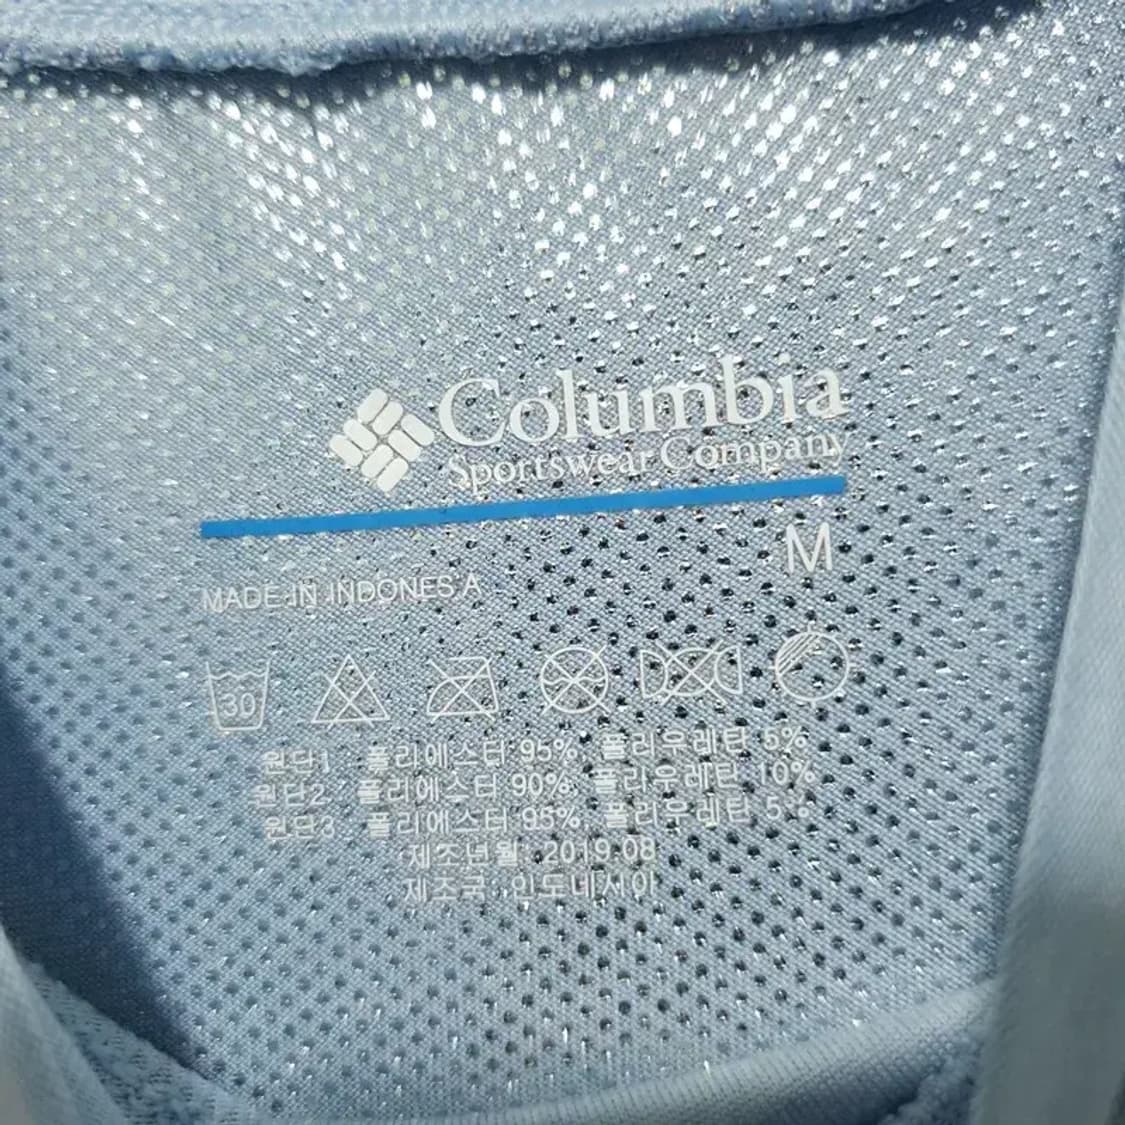 Columbia
Sportswear Company
M
MADE IN INDONESIA
30
원단1 폴리에스터 95%, 폴리우레탄 5%
원단2 폴리에스터 90%, 폴리우레탄 10%
원단3 폴리에스터 95%, 폴리우레탄 5%
제조년월: 2019.08
제조국: 인도네시아